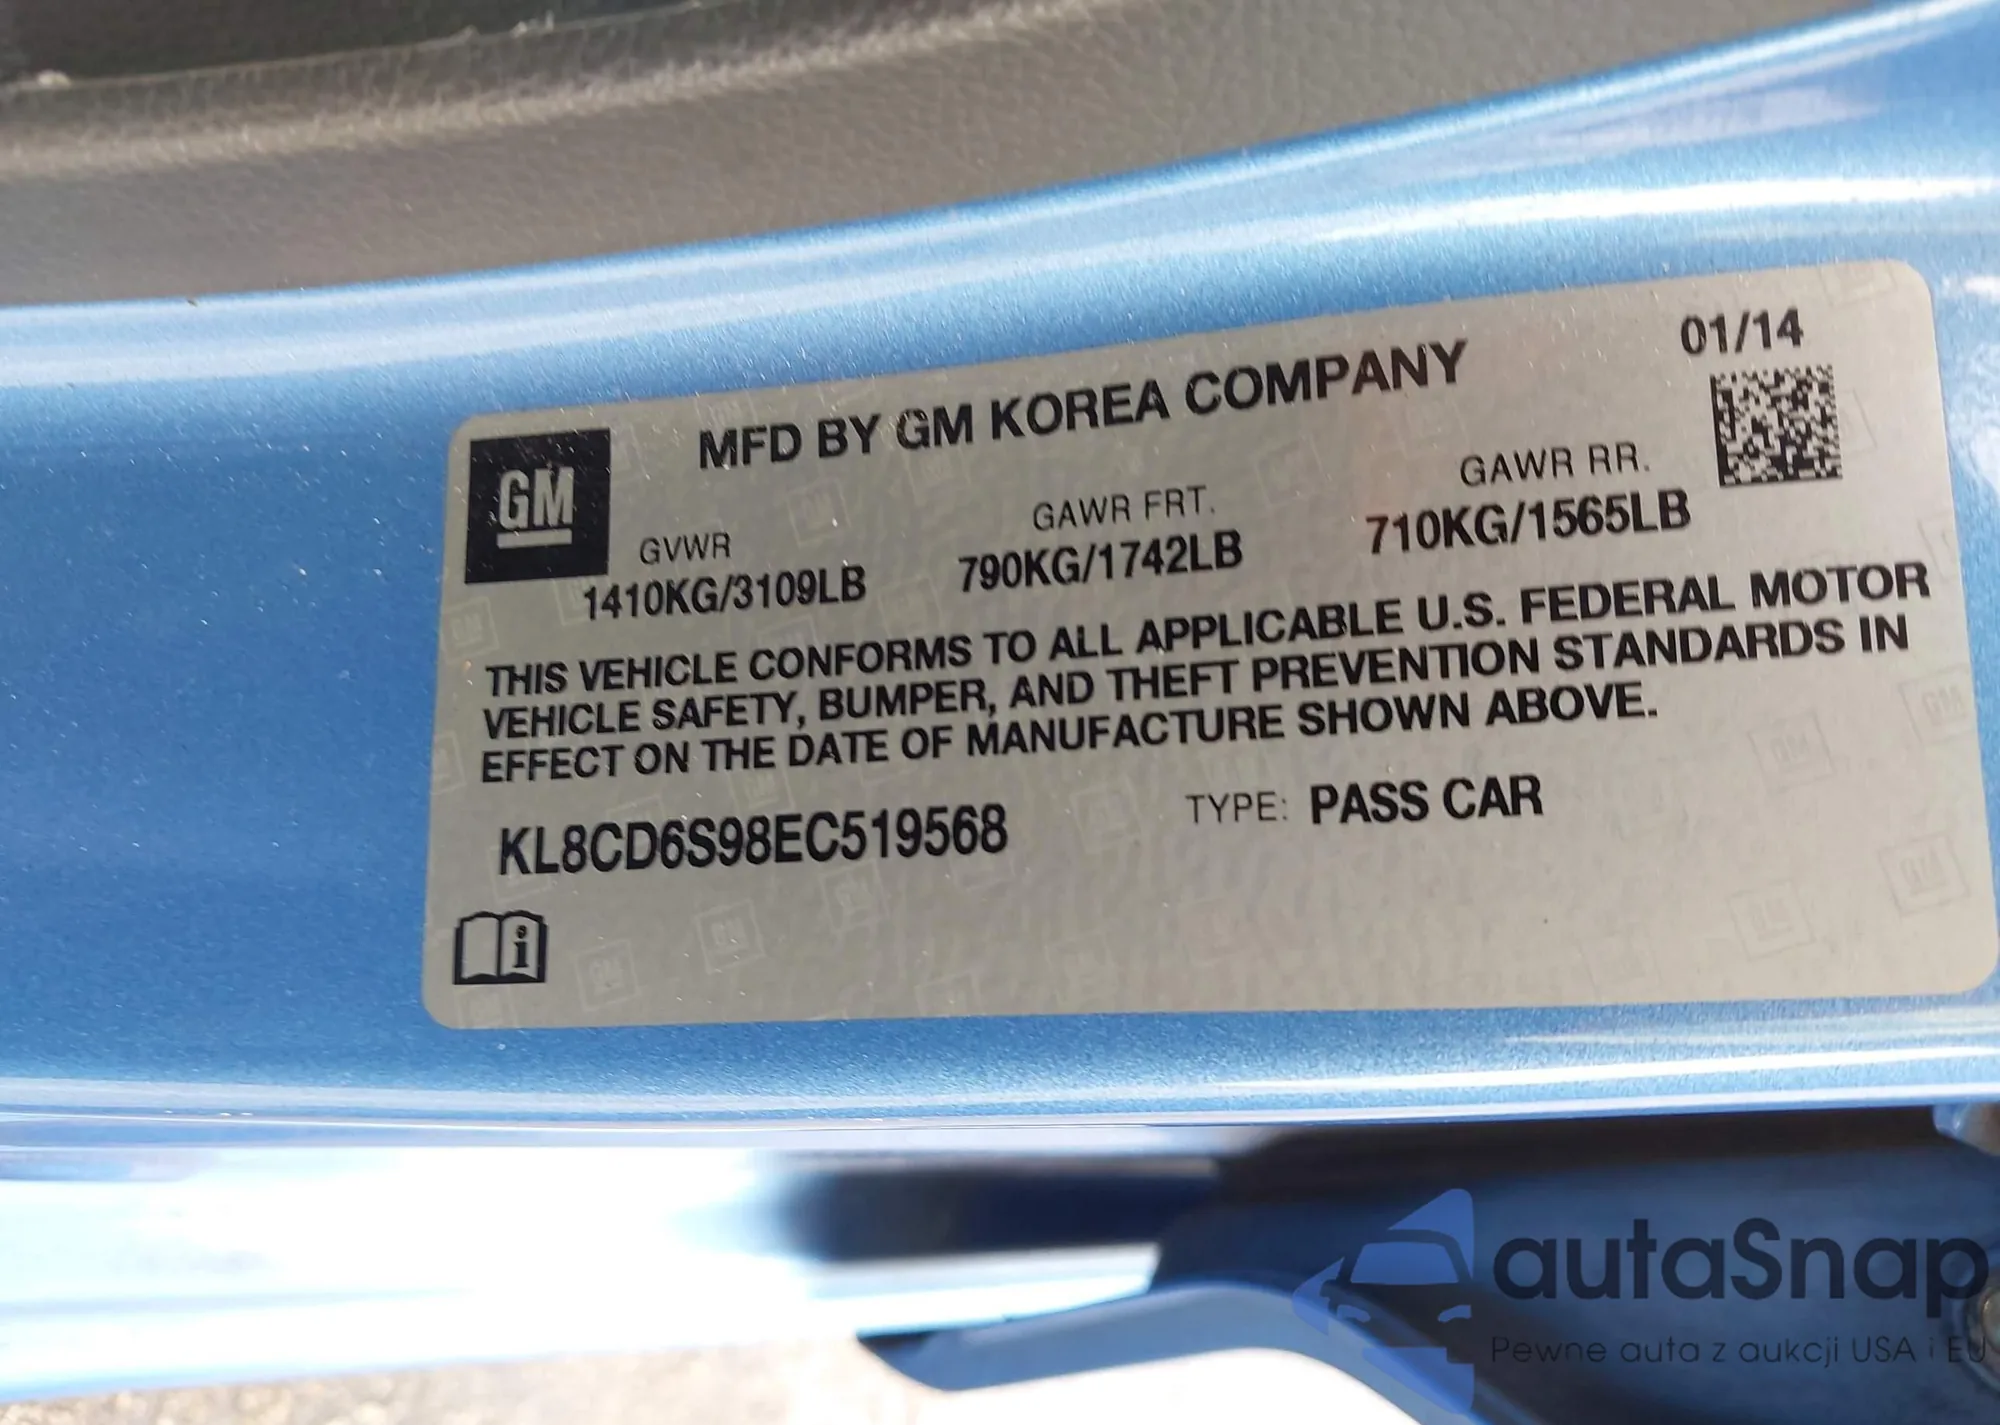 MFD BY GM KOREA COMPANY
01/14
GM
GVWR
1410KG/3109LB
GAWR FRT.
790KG/1742LB
GAWR RR.
710KG/1565LB
THIS VEHICLE CONFORMS TO ALL APPLICABLE U.S. FEDERAL MOTOR
VEHICLE SAFETY, BUMPER, AND THEFT PREVENTION STANDARDS IN
EFFECT ON THE DATE OF MANUFACTURE SHOWN ABOVE.
KL8CD6S98EC519568
TYPE: PASS CAR
i
autaSnap
Pewne auta z aukcji USA i EU